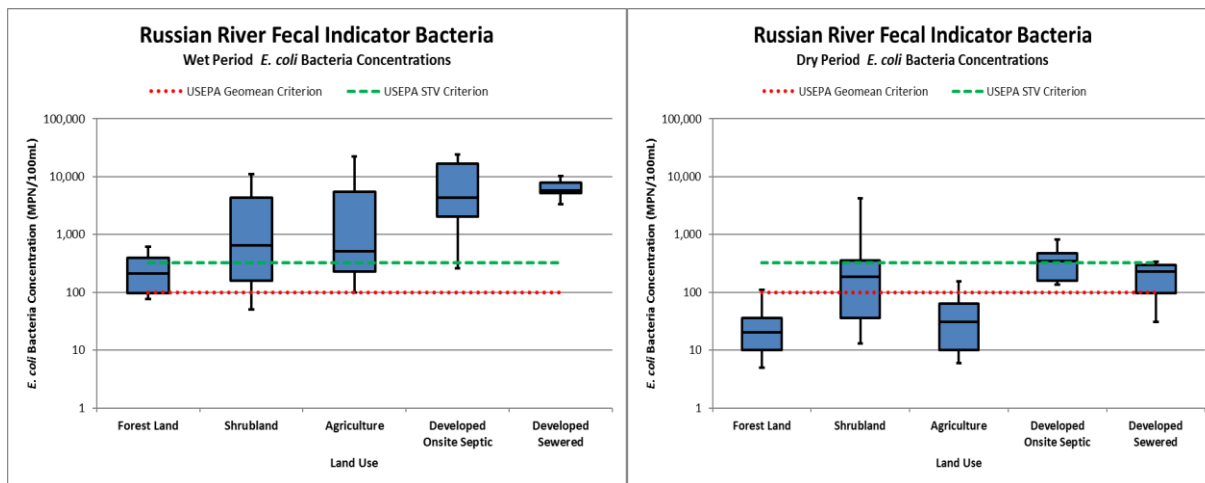 Russian River Fecal Indicator Bacteria
Wet Period E. coli Bacteria Concentrations
USEPA Geomean Criterion USEPA STV Criterion
E. coli Bacteria Concentration (MPN/100mL)
100,000
10,000
1,000
100
10
1
Forest Land Shrubland Agriculture Developed Developed
Onsite Septic Sewered
Land Use
Russian River Fecal Indicator Bacteria
Dry Period E. coli Bacteria Concentrations
USEPA Geomean Criterion USEPA STV Criterion
E. coli Bacteria Concentration (MPN/100mL)
100,000
10,000
1,000
100
10
1
Forest Land Shrubland Agriculture Developed Developed
Onsite Septic Sewered
Land Use